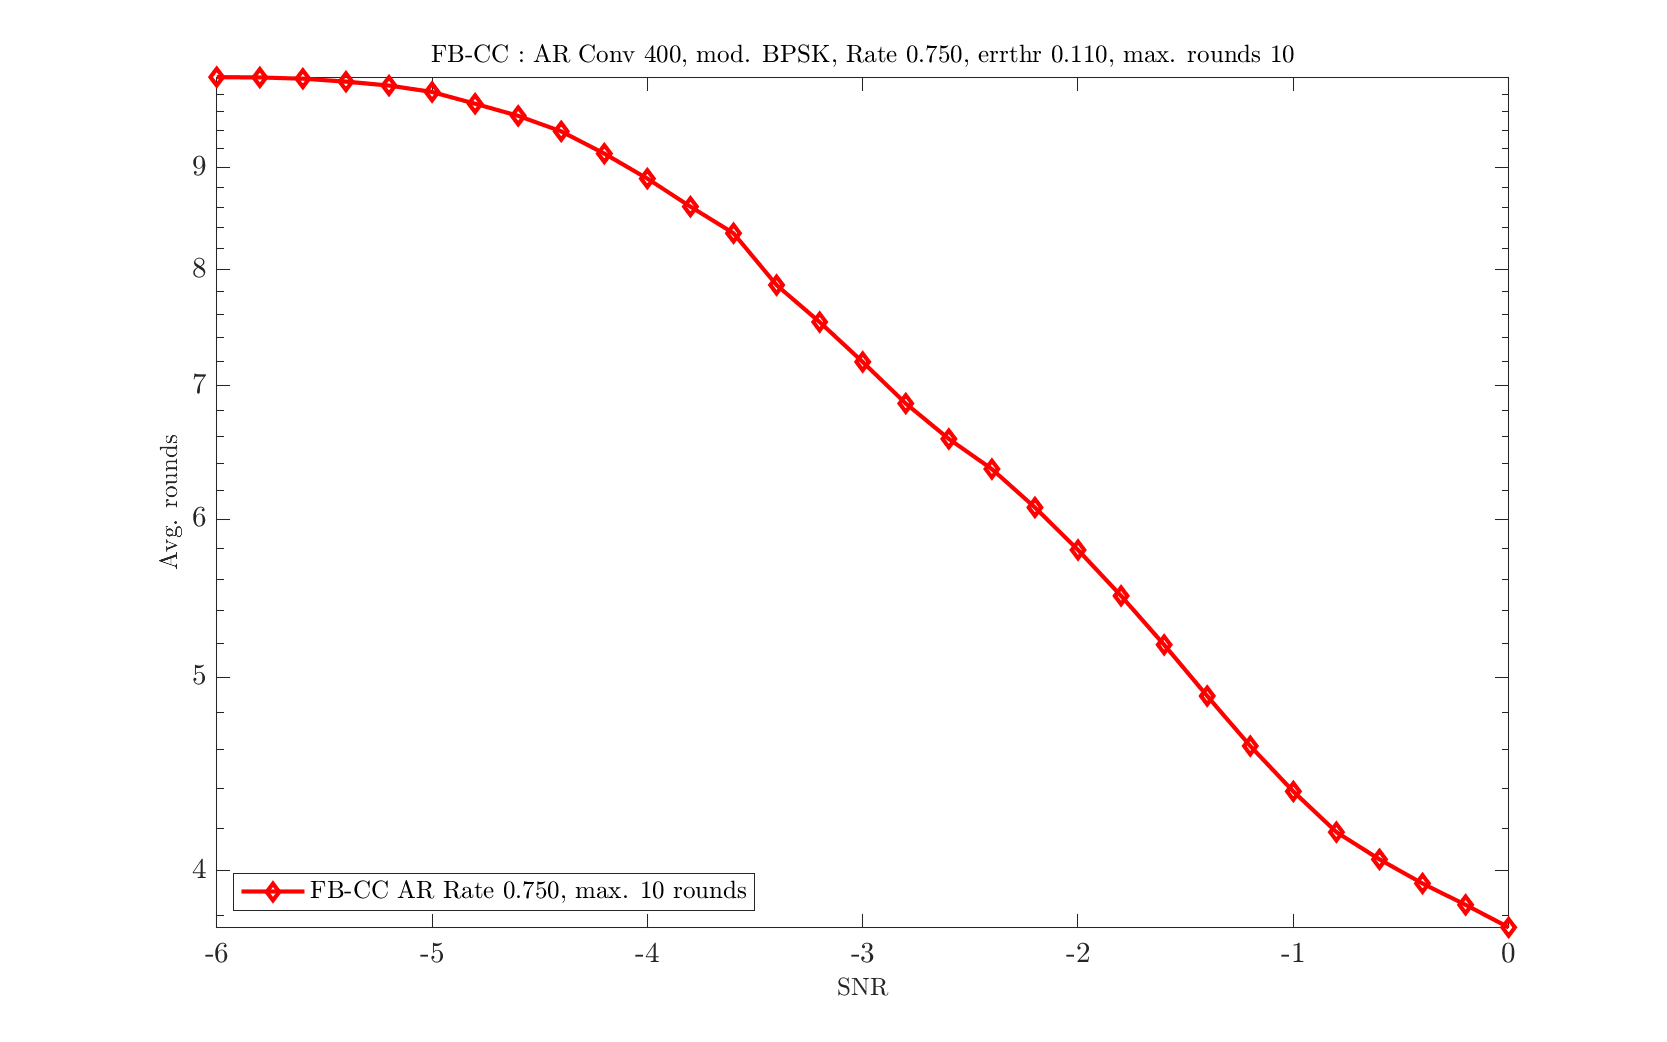 FB-CC : AR Conv 400, mod. BPSK, Rate 0.750, errthr 0.110, max. rounds 10
9
8
7
6
5
4
Avg. rounds
FB-CC AR Rate 0.750, max. 10 rounds
-6 -5 -4 -3 -2 -1 0
SNR